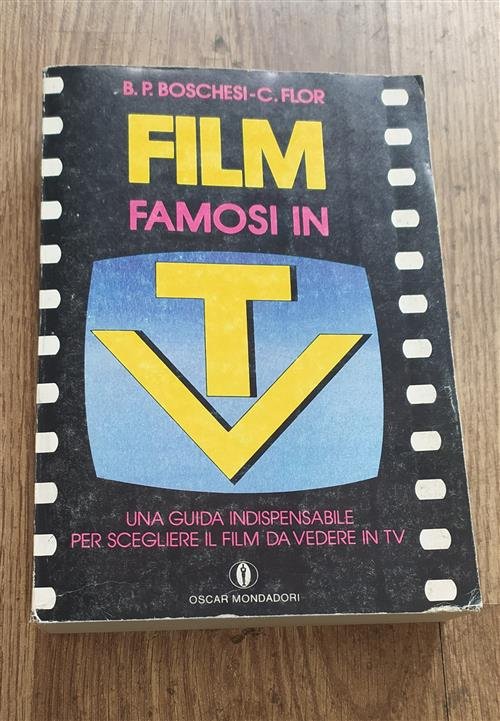 B. P. BOSCHESI-C. FLOR
FILM
FAMOSI IN
TV
UNA GUIDA INDISPENSABILE
PER SCEGLIERE IL FILM DA VEDERE IN TV
OSCAR MONDADORI